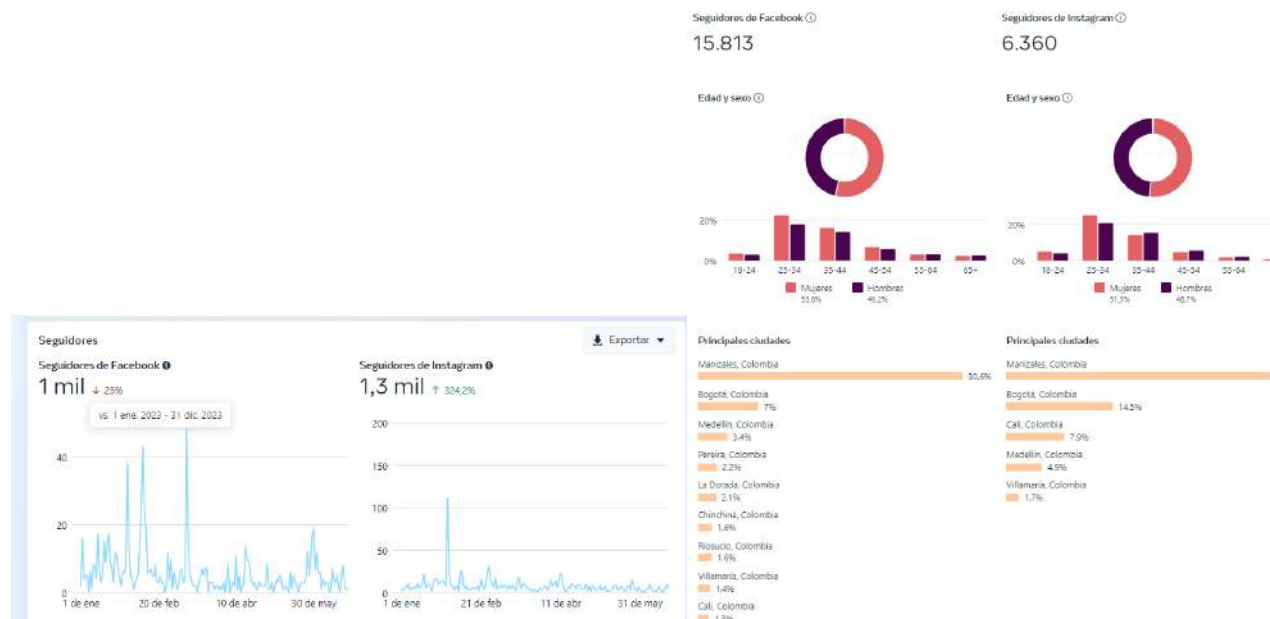 Seguidores de Facebook
15.813
Edad y sexo
20%
0%
18-24 25-34 35-44 45-54 55-64 65+
Mujeres Hombres
53,8% 46,2%
Seguidores de Instagram
6.360
Edad y sexo
20%
0%
18-24 25-34 35-44 45-54 55-64
Mujeres Hombres
51,3% 48,7%
Seguidores
Exportar
Seguidores de Facebook
1 mil ↓ 25%
vs. 1 ene. 2023 - 31 dic. 2023
40
20
0
1 de ene 20 de feb 10 de abr 30 de may
Seguidores de Instagram
1,3 mil ↑ 324,2%
200
150
100
50
0
1 de ene 21 de feb 11 de abr 31 de may
Principales ciudades
Manizales, Colombia
30,6%
Bogotá, Colombia
7%
Medellín, Colombia
3,4%
Pereira, Colombia
2,2%
La Dorada, Colombia
2,1%
Chinchiná, Colombia
1,6%
Riosucio, Colombia
1,6%
Villamaría, Colombia
1,4%
Cali, Colombia
Principales ciudades
Manizales, Colombia
Bogotá, Colombia
14,5%
Cali, Colombia
7,9%
Medellín, Colombia
4,9%
Villamaría, Colombia
1,7%